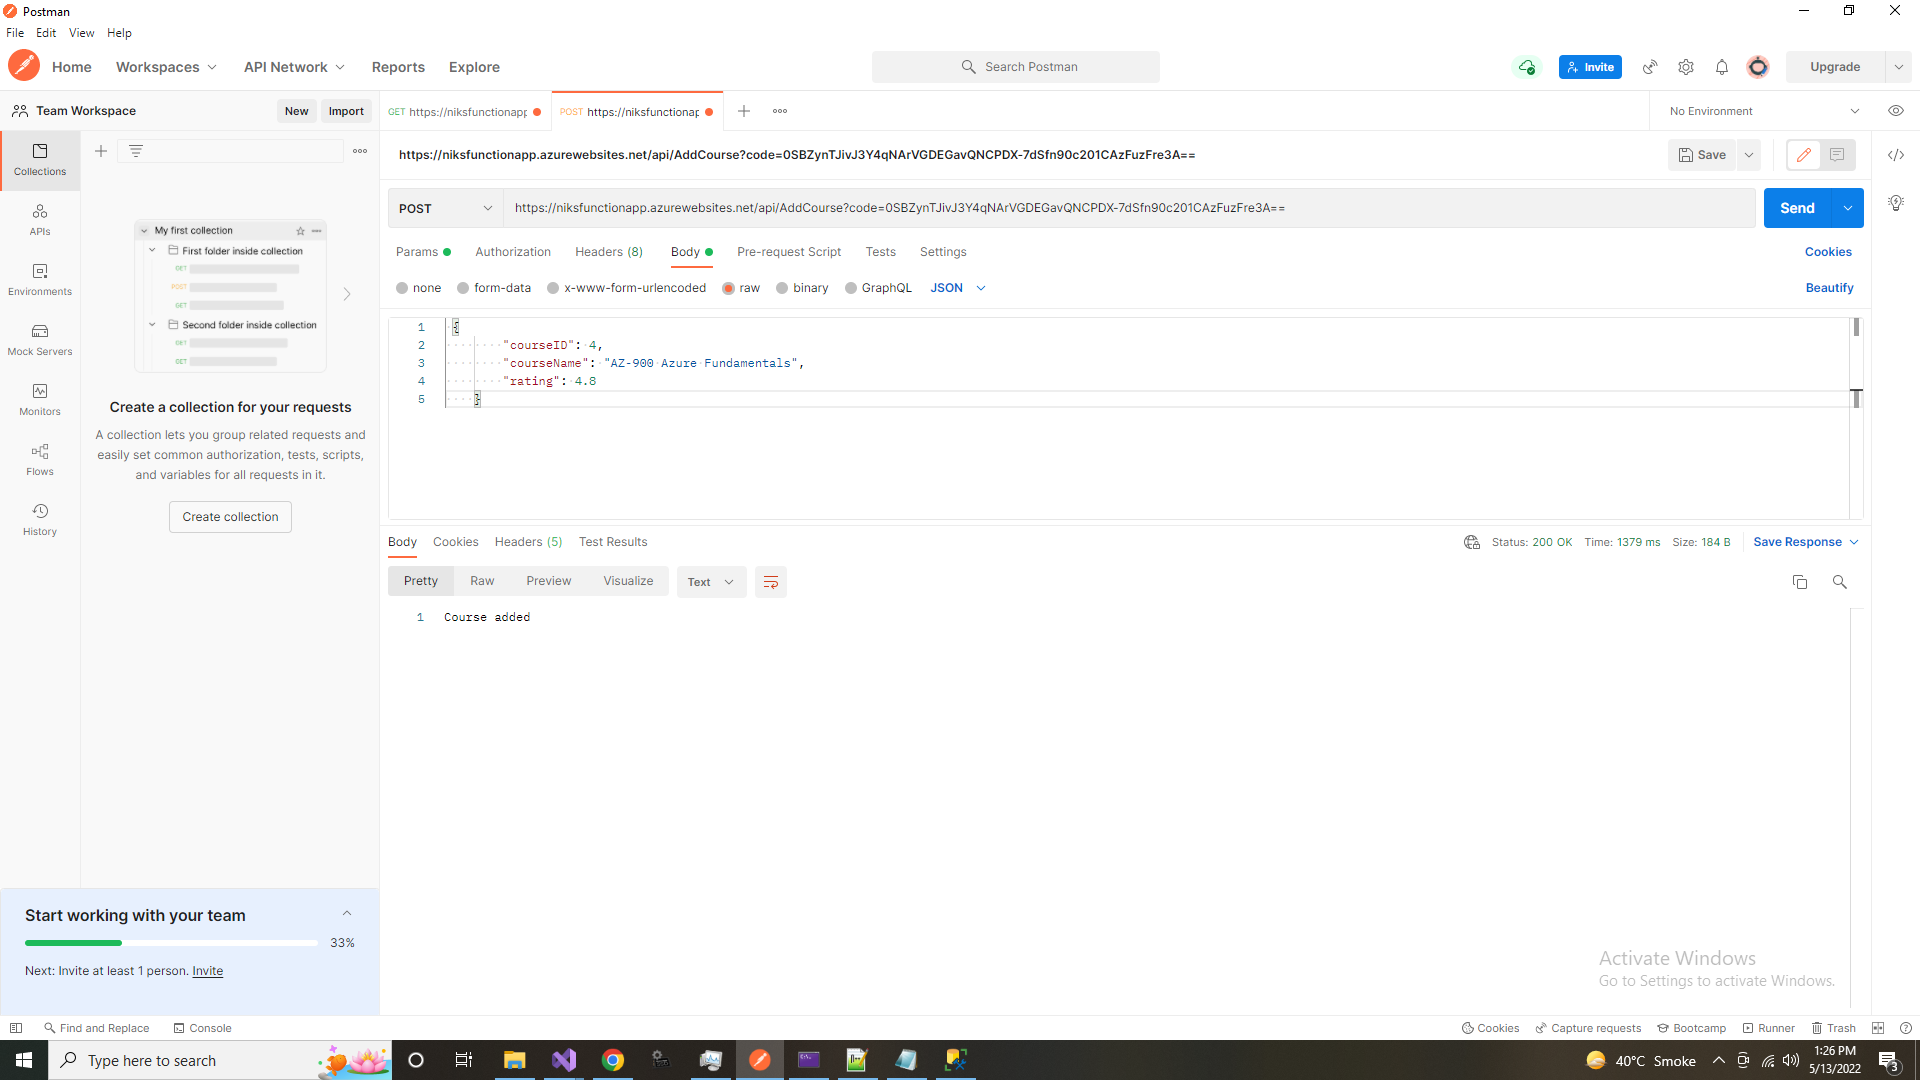 Postman
File Edit View Help
Home Workspaces API Network Reports Explore
Search Postman
Invite
Upgrade
Team Workspace
New Import
GET https://niksfunctionap
POST https://niksfunctionap
No Environment
https://niksfunctionapp.azurewebsites.net/api/AddCourse?code=0SBZynTJivJ3Y4qNArVGDEGavQNCPDX-7dSfn90c201CAzFuzFre3A==
Save
Collections
APIs
Environments
Mock Servers
Monitors
Flows
History
My first collection
First folder inside collection
GET
POST
GET
Second folder inside collection
GET
GET
Create a collection for your requests
A collection lets you group related requests and
easily set common authorization, tests, scripts,
and variables for all requests in it.
Create collection
POST
https://niksfunctionapp.azurewebsites.net/api/AddCourse?code=0SBZynTJivJ3Y4qNArVGDEGavQNCPDX-7dSfn90c201CAzFuzFre3A==
Send
Params Authorization Headers (8) Body Pre-request Script Tests Settings
Cookies
none form-data x-www-form-urlencoded raw binary GraphQL JSON
Beautify
1 {
2 "courseID": 4,
3 "courseName": "AZ-900 Azure Fundamentals",
4 "rating": 4.8
5 }
Body Cookies Headers (5) Test Results
Status: 200 OK Time: 1379 ms Size: 184 B
Save Response
Pretty Raw Preview Visualize Text
1 Course added
Start working with your team
33%
Next: Invite at least 1 person. Invite
Activate Windows
Go to Settings to activate Windows.
Find and Replace Console
Cookies Capture requests Bootcamp Runner Trash
Type here to search
40°C Smoke
1:26 PM
5/13/2022
3